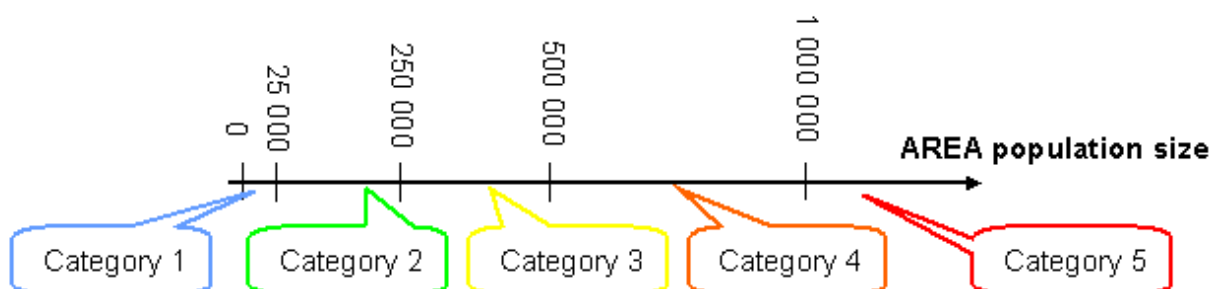 0
25 000
250 000
500 000
1 000 000
AREA population size
Category 1
Category 2
Category 3
Category 4
Category 5